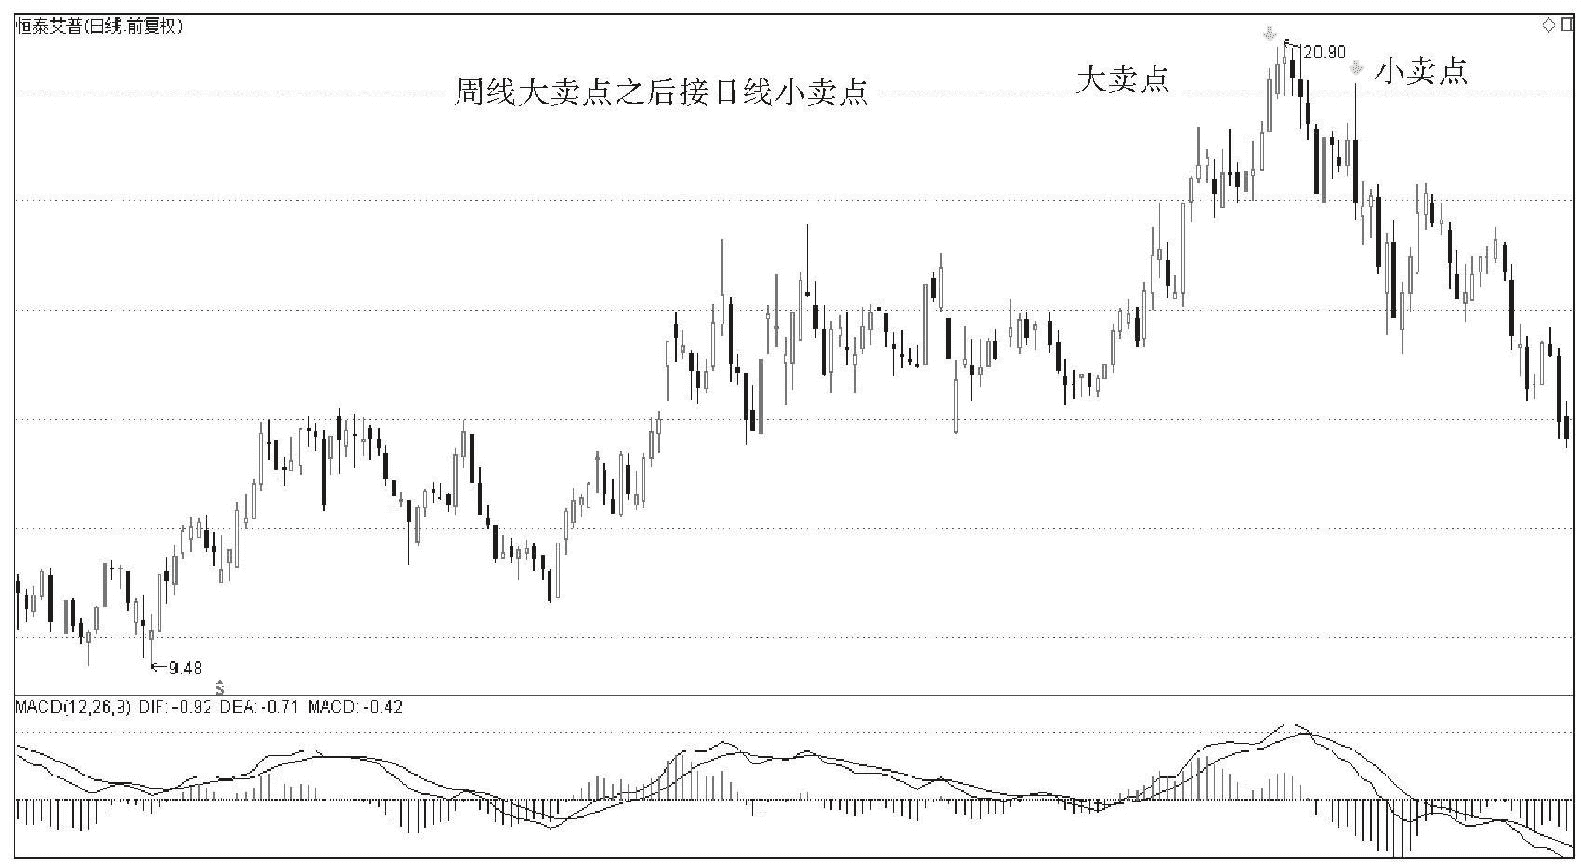 恒泰艾普(日线.前复权)
20.90
周线大卖点之后接日线小卖点
大卖点
小卖点
9.48
S
MACD(12,26,9) DIF:-0.92 DEA:-0.71 MACD:-0.42